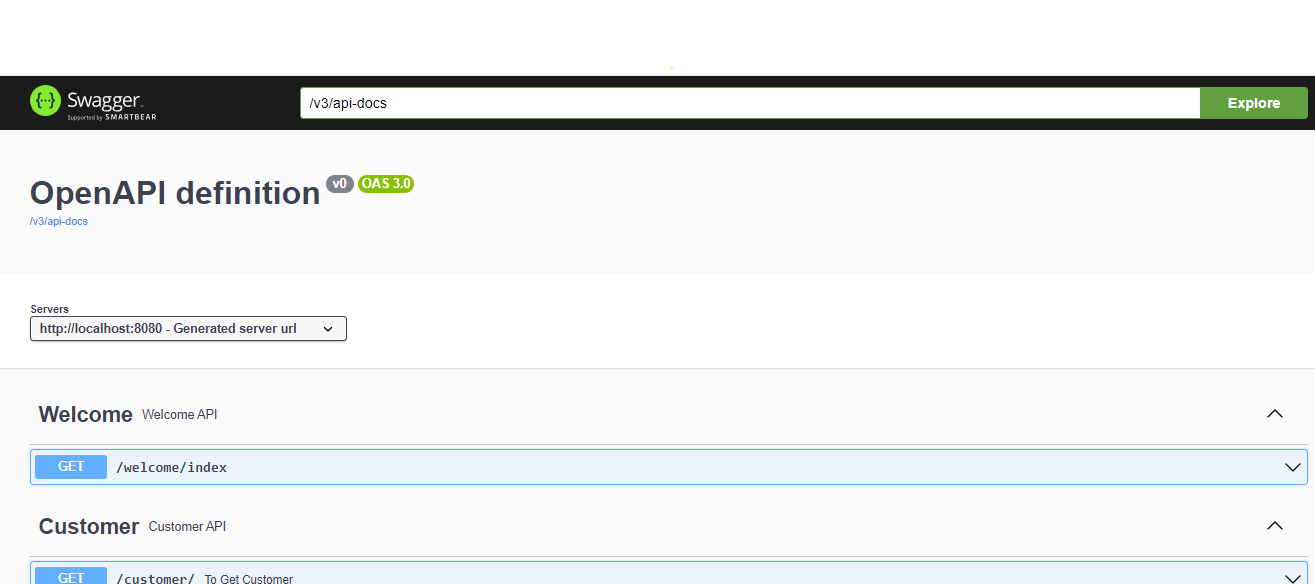 Swagger
Supported by SMARTBEAR
/v3/api-docs
Explore
OpenAPI definition v0 OAS 3.0
/v3/api-docs
Servers
http://localhost:8080 - Generated server url
Welcome Welcome API
GET /welcome/index
Customer Customer API
GET /customer/ To Get Customer